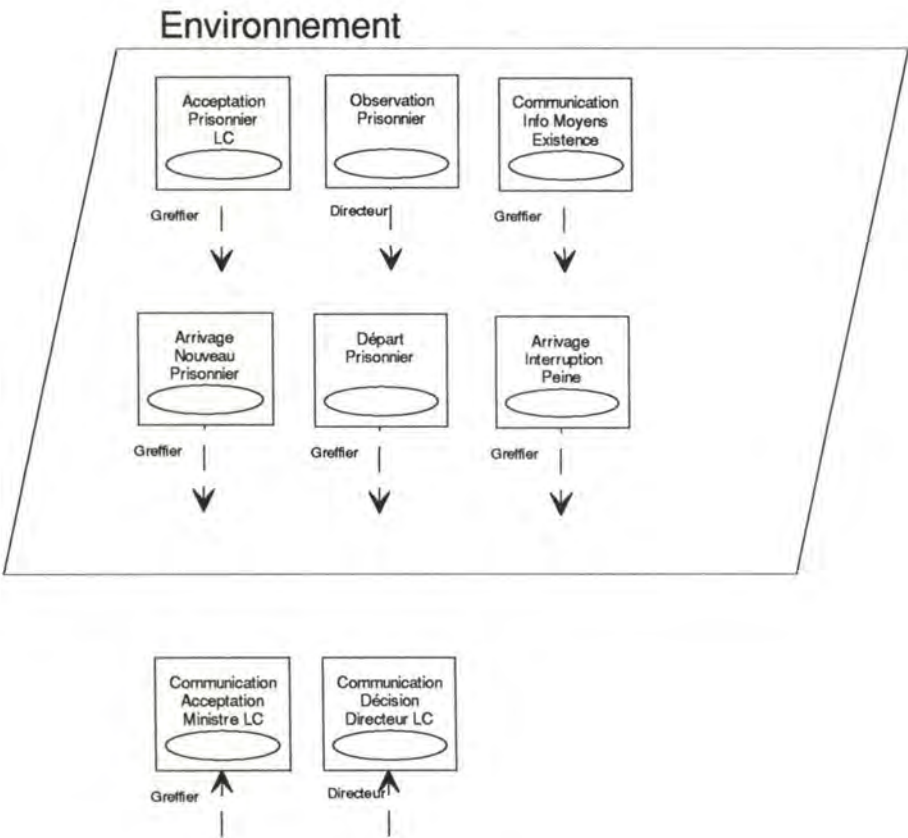 Environnement
Acceptation
Prisonnier
LC
Observation
Prisonnier
Communication
Info Moyens
Existence
Greffier
Directeur
Greffier
Arrivage
Nouveau
Prisonnier
Départ
Prisonnier
Arrivage
Interruption
Peine
Greffier
Greffier
Greffier
Communication
Acceptation
Ministre LC
Communication
Décision
Directeur LC
Greffier
Directeur